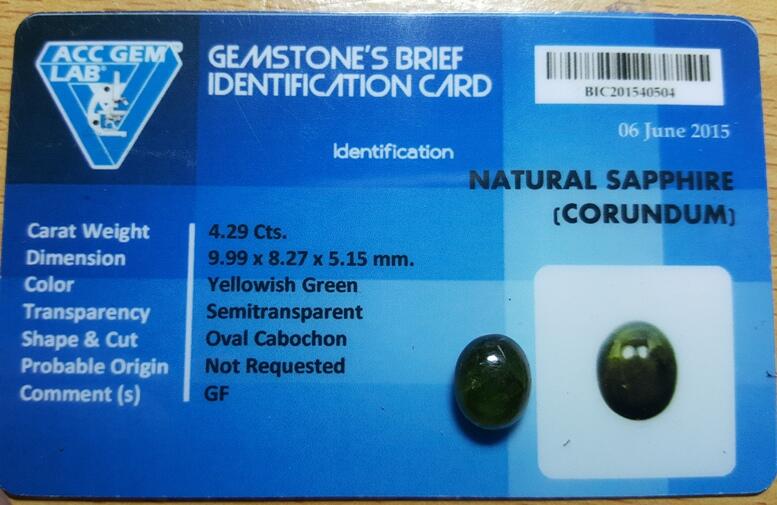 ACC GEM®
LAB®
GEMSTONE'S BRIEF
IDENTIFICATION CARD
BIC201540504
06 June 2015
Identification
NATURAL SAPPHIRE
(CORUNDUM)
Carat Weight 4.29 Cts.
Dimension 9.99 x 8.27 x 5.15 mm.
Color Yellowish Green
Transparency Semitransparent
Shape & Cut Oval Cabochon
Probable Origin Not Requested
Comment (s) GF